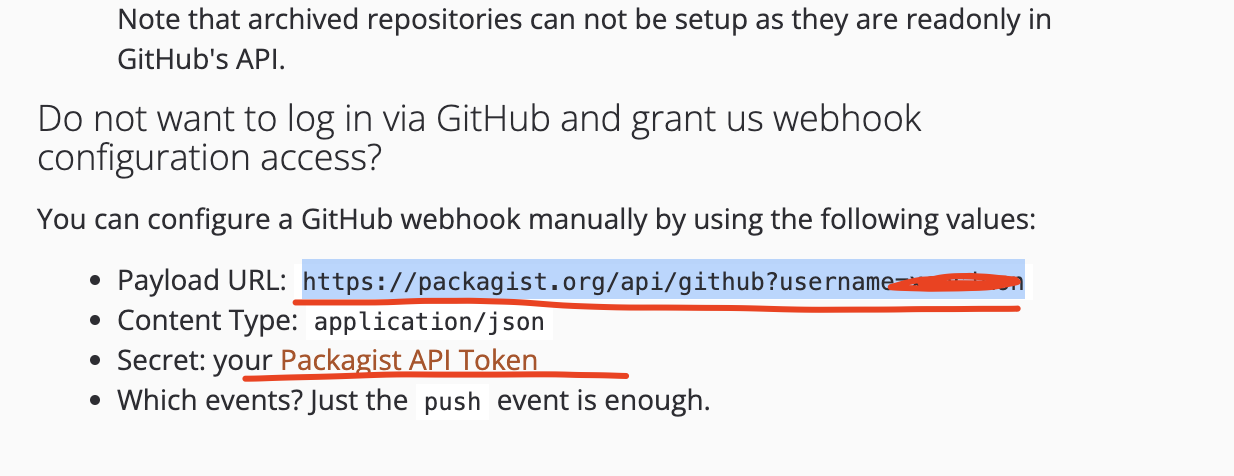 Note that archived repositories can not be setup as they are readonly in
GitHub's API.
Do not want to log in via GitHub and grant us webhook
configuration access?
You can configure a GitHub webhook manually by using the following values:
• Payload URL: https://packagist.org/api/github?username=
• Content Type: application/json
• Secret: your Packagist API Token
• Which events? Just the push event is enough.